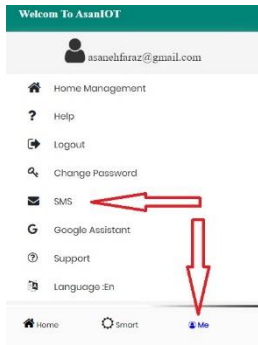 Welcom To AsanIOT
asanehfaraz@gmail.com
Home Management
Help
Logout
Change Password
SMS
Google Assistant
Support
Language :En
Home Smart Me